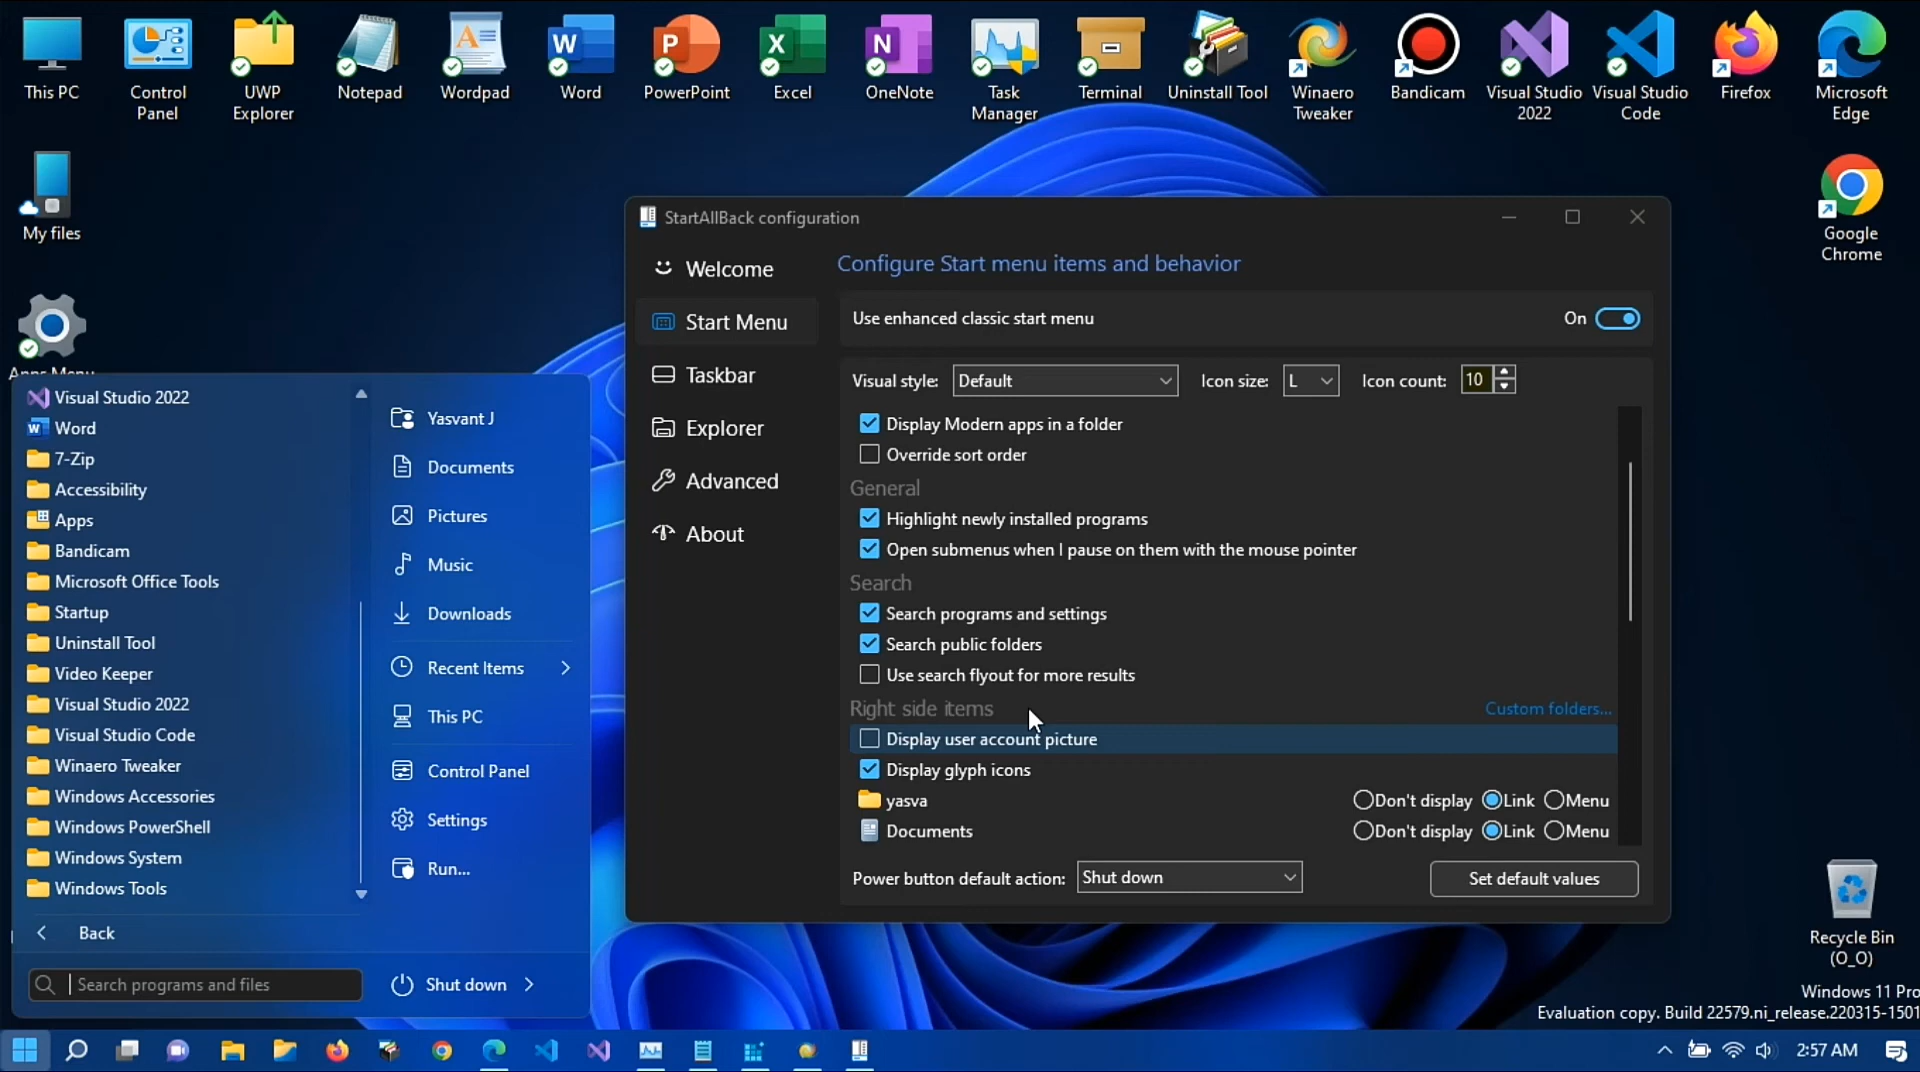 This PC
Control
Panel
UWP
Explorer
Notepad
Wordpad
Word
PowerPoint
Excel
OneNote
Task
Manager
Terminal
Uninstall Tool
Winaero
Tweaker
Bandicam
Visual Studio
2022
Visual Studio
Code
Firefox
Microsoft
Edge
My files
Google
Chrome
Apps Menu
Visual Studio 2022
Word
7-Zip
Accessibility
Apps
Bandicam
Microsoft Office Tools
Startup
Uninstall Tool
Video Keeper
Visual Studio 2022
Visual Studio Code
Winaero Tweaker
Windows Accessories
Windows PowerShell
Windows System
Windows Tools
Back
Search programs and files
Yasvant J
Documents
Pictures
Music
Downloads
Recent Items
This PC
Control Panel
Settings
Run...
Shut down
StartAllBack configuration
Welcome
Start Menu
Taskbar
Explorer
Advanced
About
Configure Start menu items and behavior
Use enhanced classic start menu
On
Visual style: Default Icon size: L Icon count: 10
Display Modern apps in a folder
Override sort order
General
Highlight newly installed programs
Open submenus when I pause on them with the mouse pointer
Search
Search programs and settings
Search public folders
Use search flyout for more results
Right side items Custom folders...
Display user account picture
Display glyph icons
yasva Don't display Link Menu
Documents Don't display Link Menu
Power button default action: Shut down Set default values
Recycle Bin
(O_O)
Windows 11 Pro
Evaluation copy. Build 22579.ni_release.220315-1501
2:57 AM